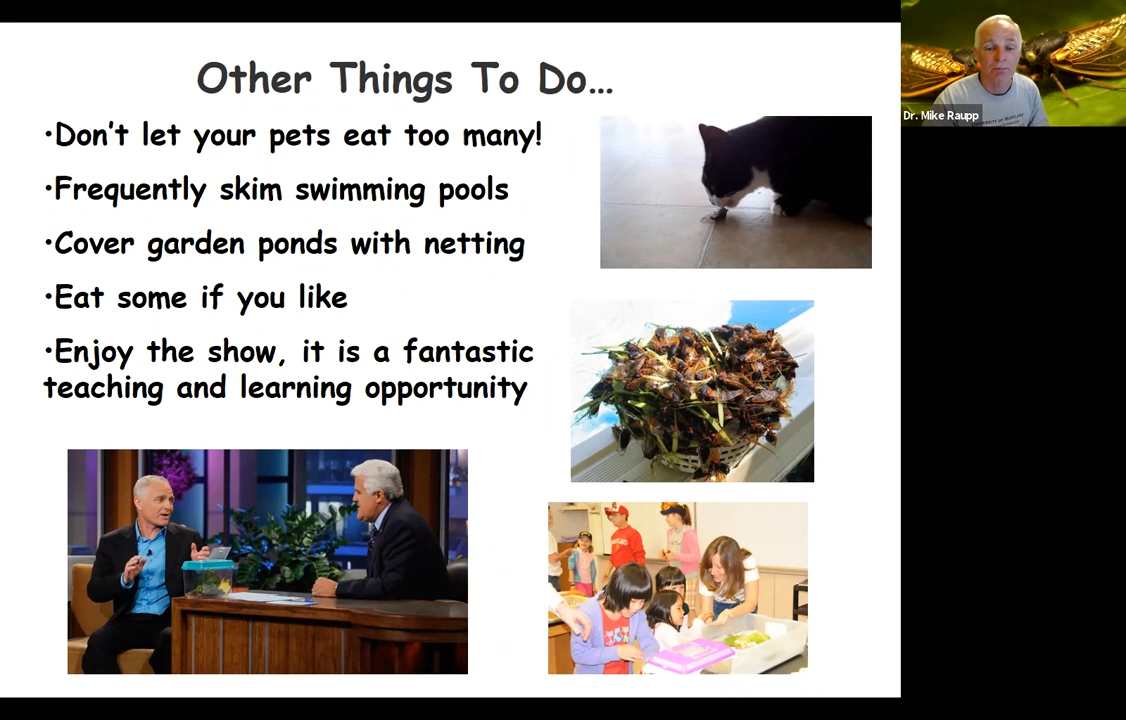 Other Things To Do…
•Don't let your pets eat too many!
•Frequently skim swimming pools
•Cover garden ponds with netting
•Eat some if you like
•Enjoy the show, it is a fantastic
teaching and learning opportunity
Dr. Mike Raupp